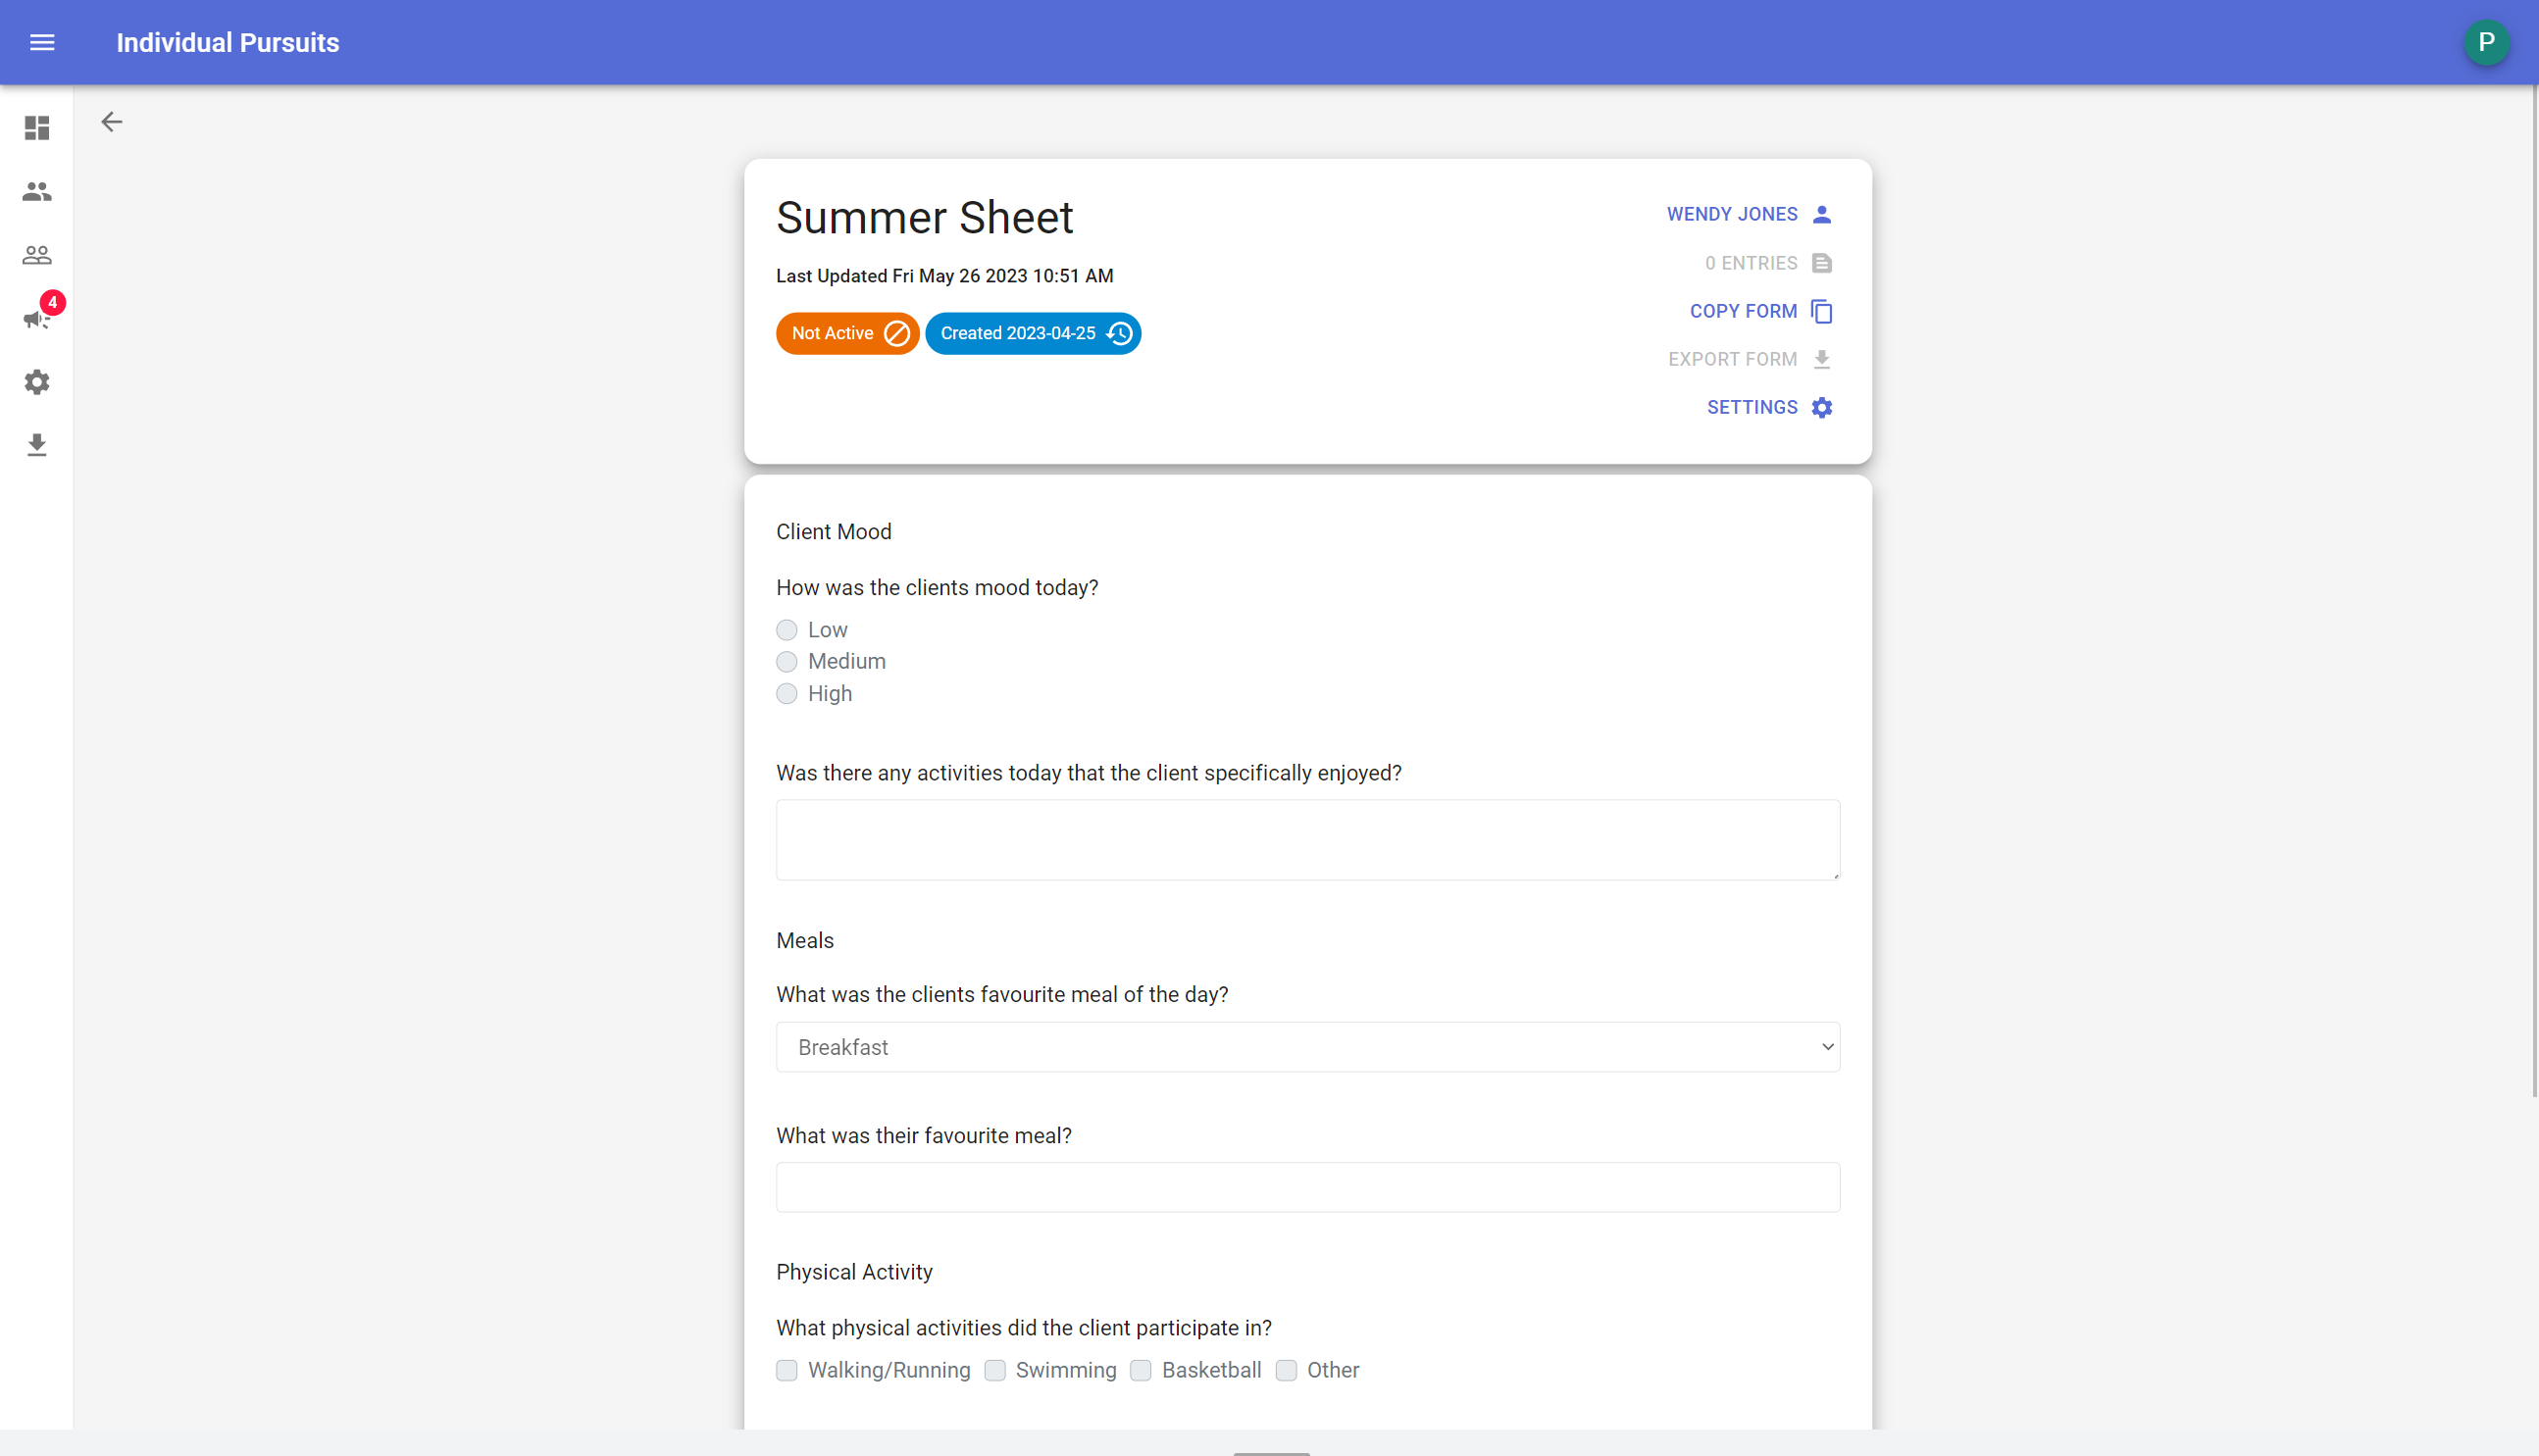 Individual Pursuits
P
4
Summer Sheet
Last Updated Fri May 26 2023 10:51 AM
Not Active
Created 2023-04-25
WENDY JONES
0 ENTRIES
COPY FORM
EXPORT FORM
SETTINGS
Client Mood
How was the clients mood today?
Low
Medium
High
Was there any activities today that the client specifically enjoyed?
Meals
What was the clients favourite meal of the day?
Breakfast
What was their favourite meal?
Physical Activity
What physical activities did the client participate in?
Walking/Running Swimming Basketball Other